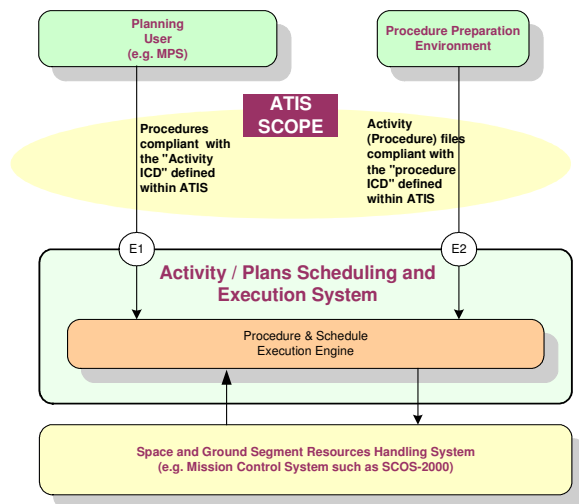 Planning
User
(e.g. MPS)
Procedure Preparation
Environment
ATIS
SCOPE
Procedures
compliant with
the "Activity
ICD" defined
within ATIS
Activity
(Procedure) files
compliant with
the "procedure
ICD" defined
within ATIS
E1
E2
Activity / Plans Scheduling and
Execution System
Procedure & Schedule
Execution Engine
Space and Ground Segment Resources Handling System
(e.g. Mission Control System such as SCOS-2000)